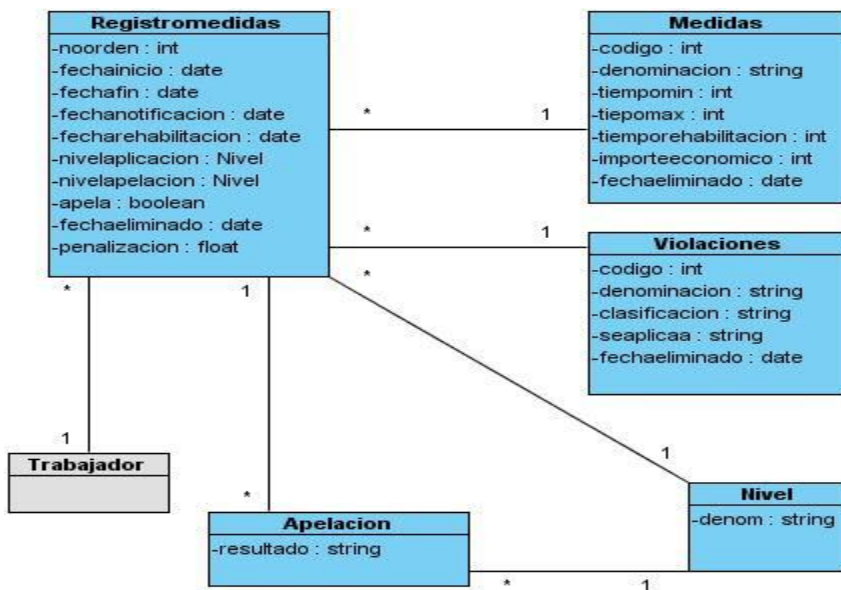 Registromedidas
-noorden : int
-fechainicio : date
-fechafin : date
-fechanotificacion : date
-fecharehabilitacion : date
-nivelaplicacion : Nivel
-nivelapelacion : Nivel
-apela : boolean
-fechaeliminado : date
-penalizacion : float
Medidas
-codigo : int
-denominacion : string
-tiempomin : int
-tiepomax : int
-tiemporehabilitacion : int
-importeeconomico : int
-fechaeliminado : date
* 1
* 1
Violaciones
-codigo : int
-denominacion : string
-clasificacion : string
-seaplicaa : string
-fechaeliminado : date
*
* 1
1 1
*
Trabajador
Apelacion
-resultado : string
Nivel
-denom : string
* 1